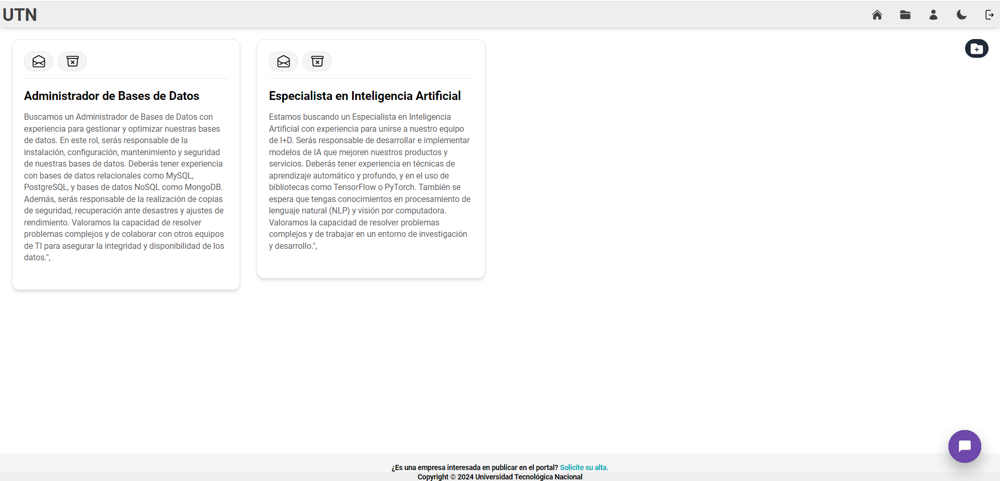 UTN
Administrador de Bases de Datos
Buscamos un Administrador de Bases de Datos con
experiencia para gestionar y optimizar nuestras bases
de datos. En este rol, serás responsable de la
instalación, configuración, mantenimiento y seguridad
de nuestras bases de datos. Deberás tener experiencia
con bases de datos relacionales como MySQL,
PostgreSQL, y bases de datos NoSQL como MongoDB.
Además, serás responsable de la realización de copias
de seguridad, recuperación ante desastres y ajustes de
rendimiento. Valoramos la capacidad de resolver
problemas complejos y de colaborar con otros equipos
de TI para asegurar la integridad y disponibilidad de los
datos.",
Especialista en Inteligencia Artificial
Estamos buscando un Especialista en Inteligencia
Artificial con experiencia para unirse a nuestro equipo
de I+D. Serás responsable de desarrollar e implementar
modelos de IA que mejoren nuestros productos y
servicios. Deberás tener experiencia en técnicas de
aprendizaje automático y profundo, y en el uso de
bibliotecas como TensorFlow o PyTorch. También se
espera que tengas conocimientos en procesamiento de
lenguaje natural (NLP) y visión por computadora.
Valoramos la capacidad de resolver problemas
complejos y de trabajar en un entorno de investigación
y desarrollo.",
¿Es una empresa interesada en publicar en el portal? Solicite su alta.
Copyright © 2024 Universidad Tecnológica Nacional